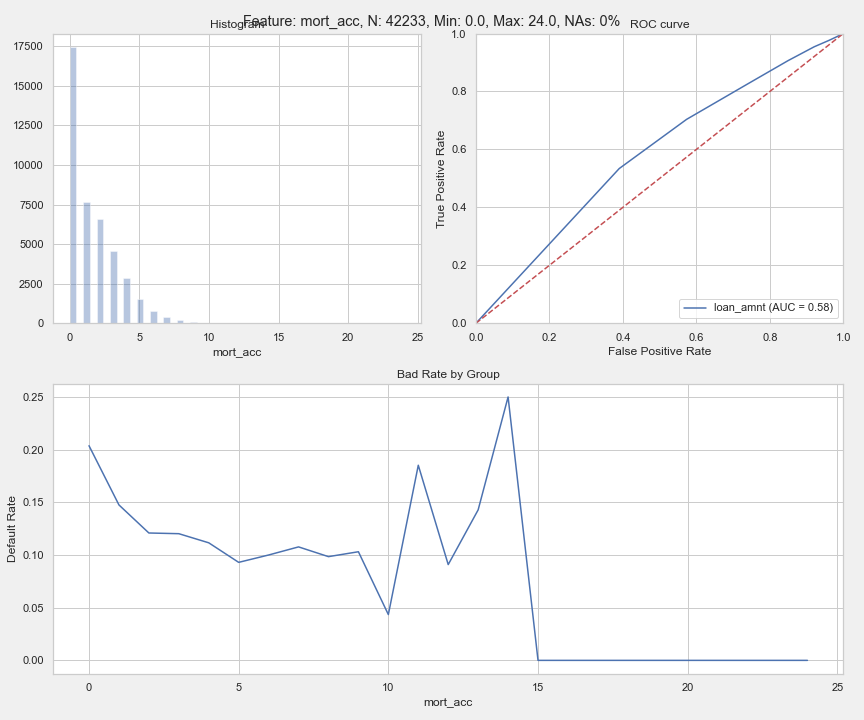 Feature: mort_acc, N: 42233, Min: 0.0, Max: 24.0, NAs: 0%
Histogram
17500
15000
12500
10000
7500
5000
2500
0
0 5 10 15 20 25
mort_acc
ROC curve
True Positive Rate
1.0
0.8
0.6
0.4
0.2
0.0
loan_amnt (AUC = 0.58)
0.0 0.2 0.4 0.6 0.8 1.0
False Positive Rate
Bad Rate by Group
Default Rate
0.25
0.20
0.15
0.10
0.05
0.00
0 5 10 15 20 25
mort_acc